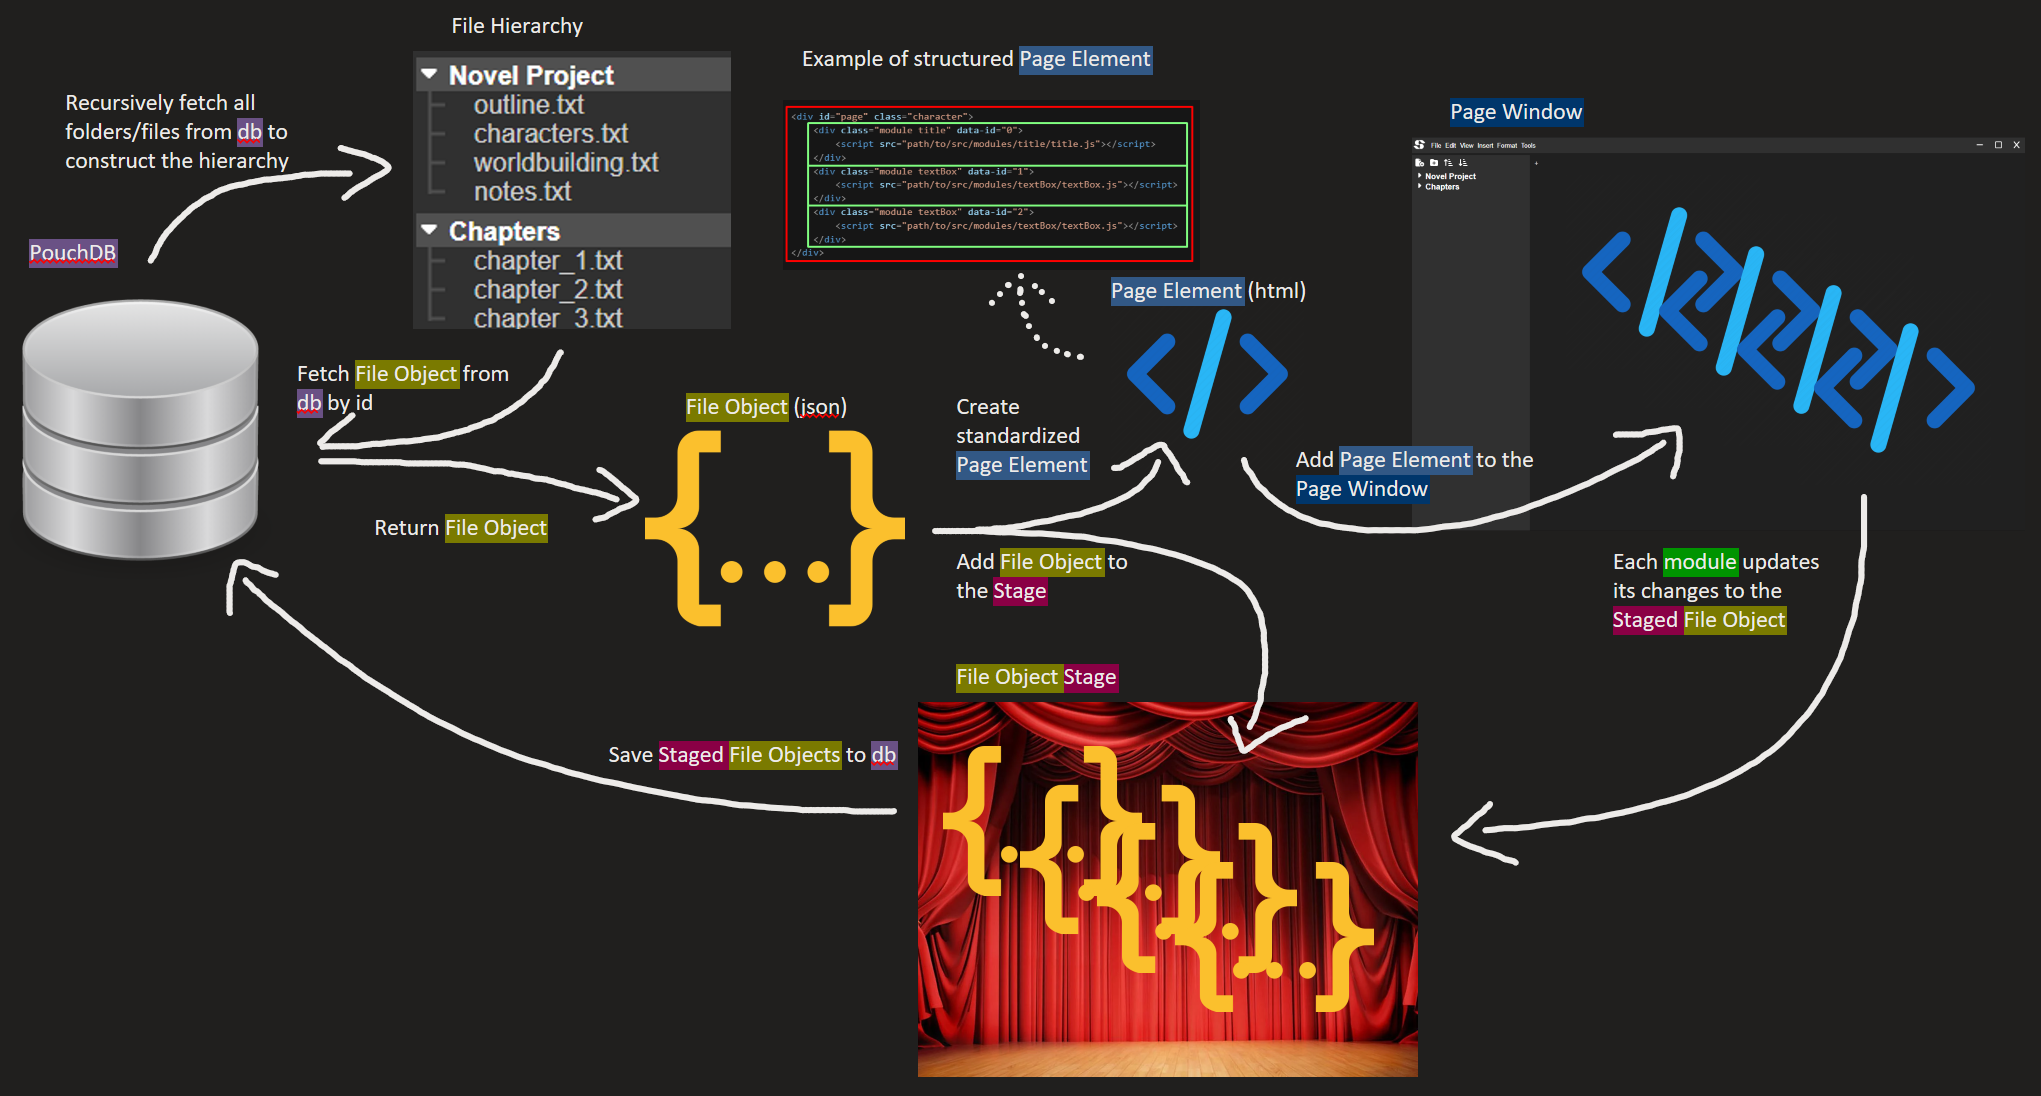 File Hierarchy
Novel Project
outline.txt
characters.txt
worldbuilding.txt
notes.txt
Chapters
chapter_1.txt
chapter_2.txt
chapter_3.txt
Recursively fetch all
folders/files from db to
construct the hierarchy
PouchDB
Fetch File Object from
db by id
Return File Object
File Object (json)
Example of structured Page Element
<div id="page" class="character">
<div class="module title" data-id="0">
<script src="path/to/src/modules/title/title.js"></script>
</div>
<div class="module textBox" data-id="1">
<script src="path/to/src/modules/textBox/textBox.js"></script>
</div>
<div class="module textBox" data-id="2">
<script src="path/to/src/modules/textBox/textBox.js"></script>
</div>
</div>
Page Element (html)
Create
standardized
Page Element
Page Window
File Edit View Insert Format Tools
Novel Project
Chapters
Add Page Element to the
Page Window
Add File Object to
the Stage
Each module updates
its changes to the
Staged File Object
File Object Stage
Save Staged File Objects to db